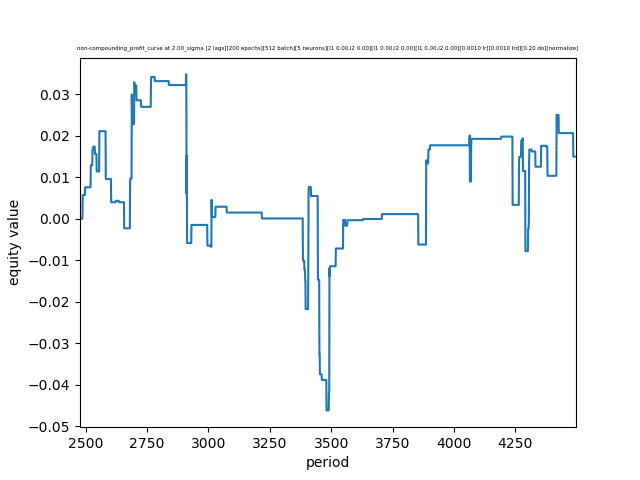 non-compounding_profit_curve at 2.00_sigma [2 lags][200 epochs][512 batch][5 neurons][l1 0.00,l2 0.00][l1 0.00,l2 0.00][l1 0.00,l2 0.00][0.0010 lr][0.0010 lrd][0.20 do][normalize]
0.03
0.02
0.01
0.00
−0.01
−0.02
−0.03
−0.04
−0.05
equity value
2500 2750 3000 3250 3500 3750 4000 4250
period